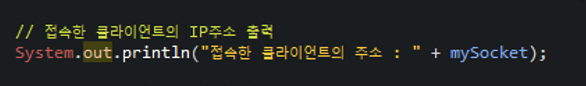 // 접속한 클라이언트의 IP주소 출력
System.out.println("접속한 클라이언트의 주소 : " + mySocket);